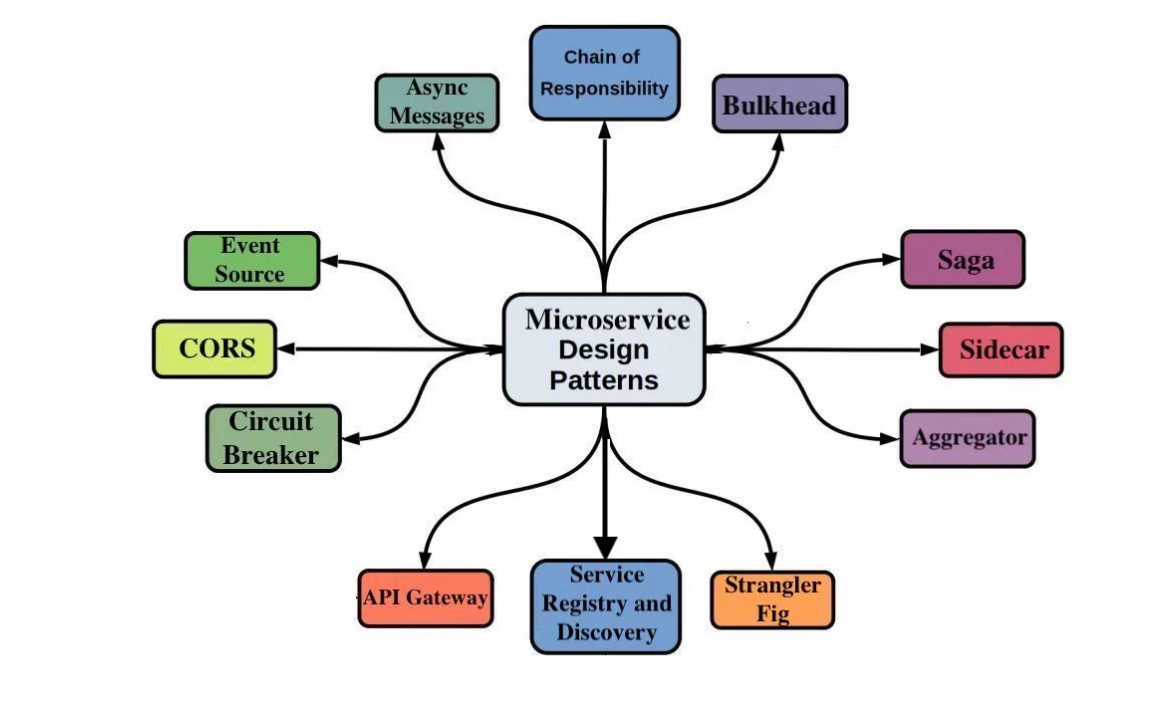 Chain of
Responsibility
Async
Messages
Bulkhead
Event
Source
Saga
CORS
Microservice
Design
Patterns
Sidecar
Circuit
Breaker
Aggregator
API Gateway
Service
Registry and
Discovery
Strangler
Fig